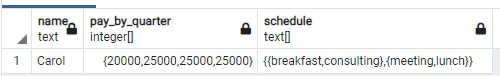 name pay_by_quarter schedule
text integer[] text[]
1 Carol {20000,25000,25000,25000} {{breakfast,consulting},{meeting,lunch}}